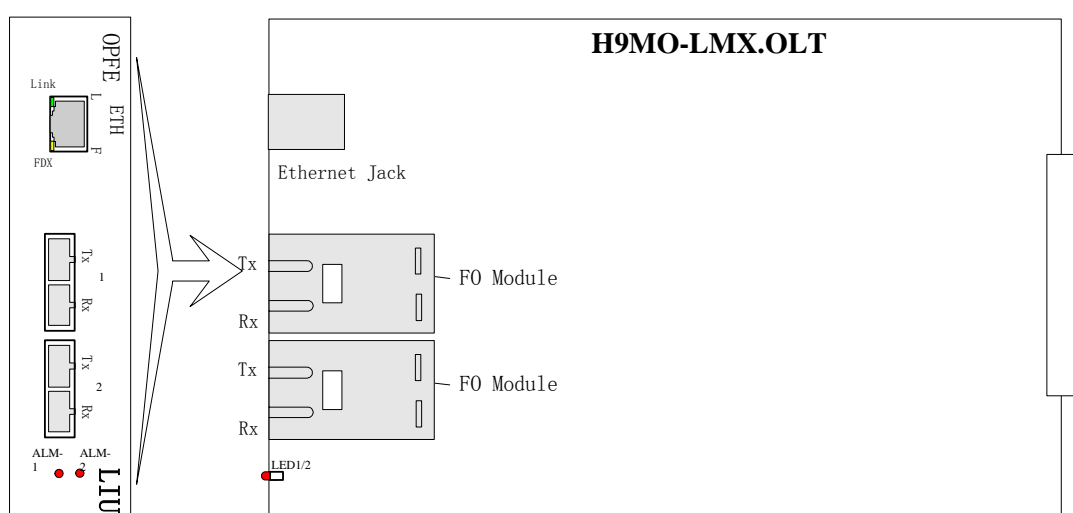 OPFE
Link
L
ETH
F
FDX
Tx
1
Rx
Tx
2
Rx
ALM-1
ALM-2
LIU
H9MO-LMX.OLT
Ethernet Jack
Tx
FO Module
Rx
Tx
FO Module
Rx
LED1/2